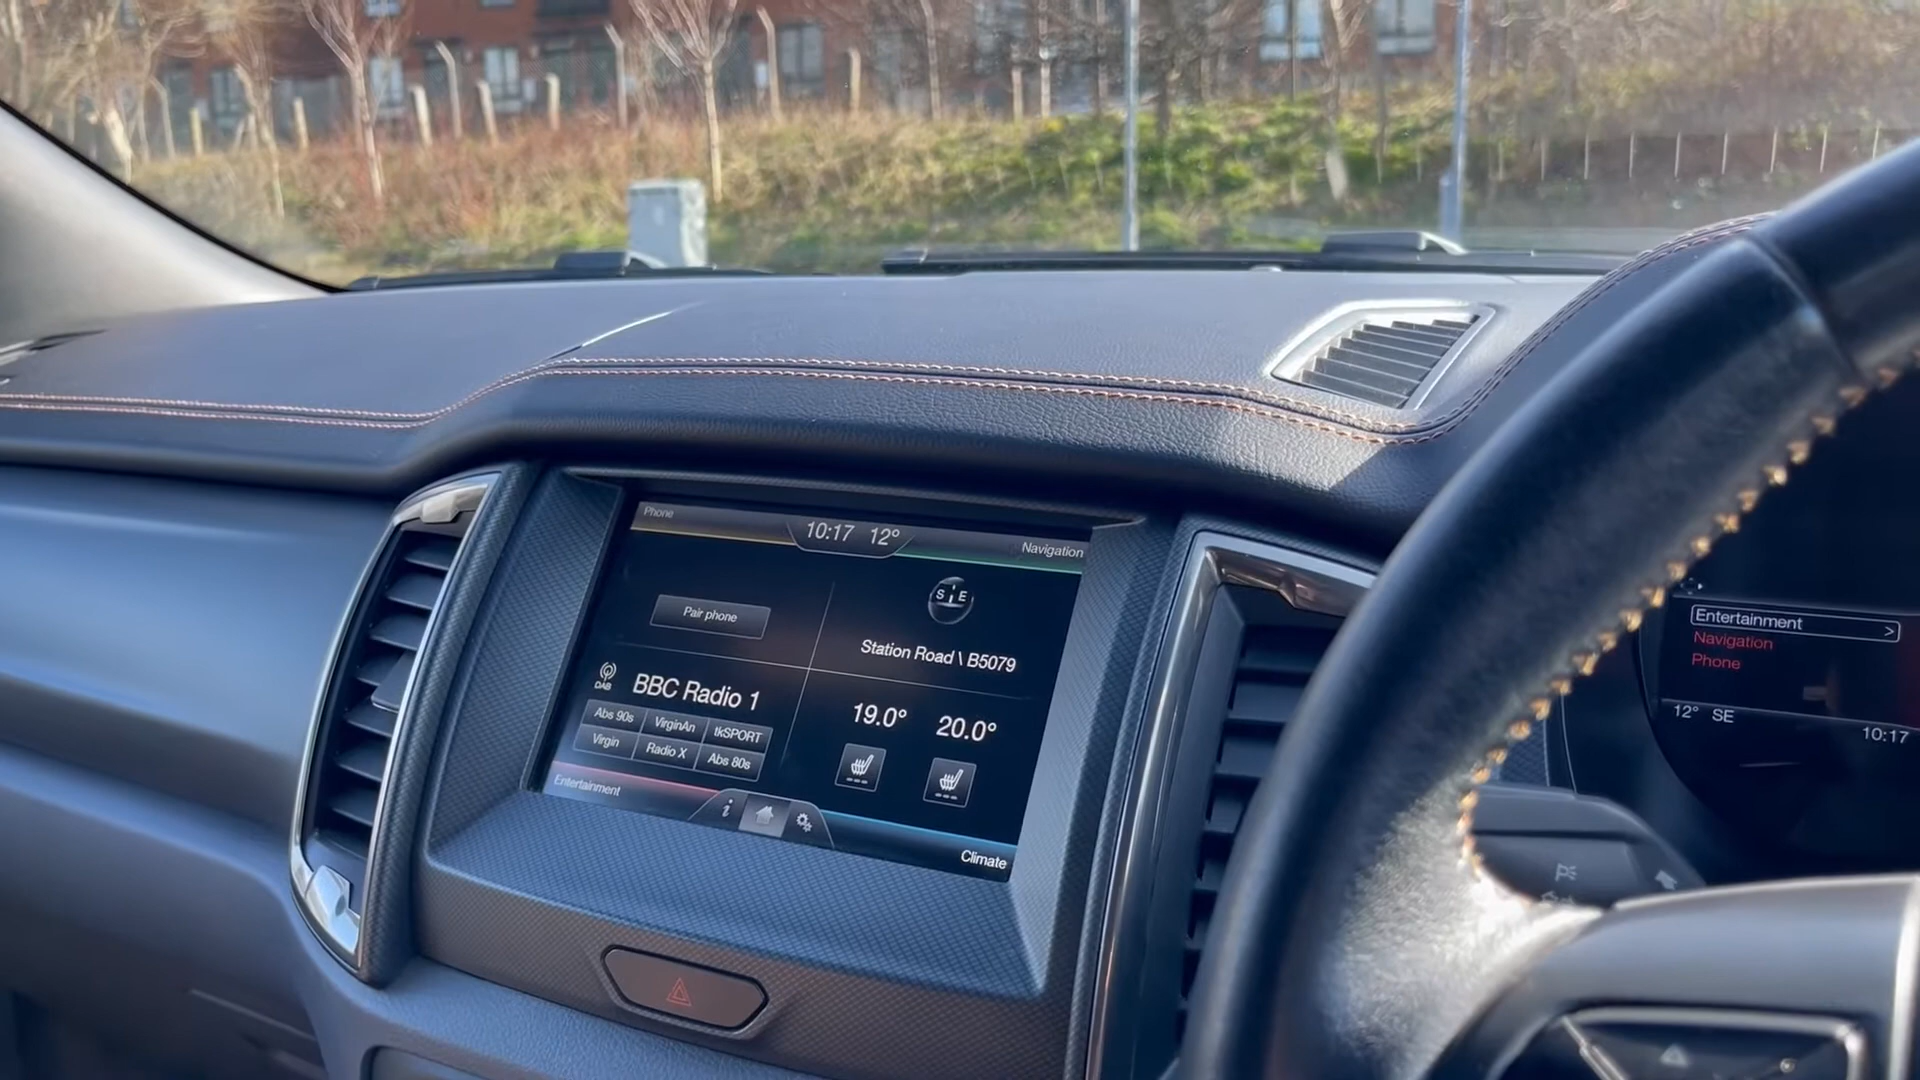 Phone
10:17 12°
Navigation
Pair phone
S E
Station Road \ B5079
DAB
BBC Radio 1
Abs 90s VirginAn tkSPORT
Virgin Radio X Abs 80s
19.0° 20.0°
Entertainment
i
Climate
Entertainment >
Navigation
Phone
12° SE
10:17